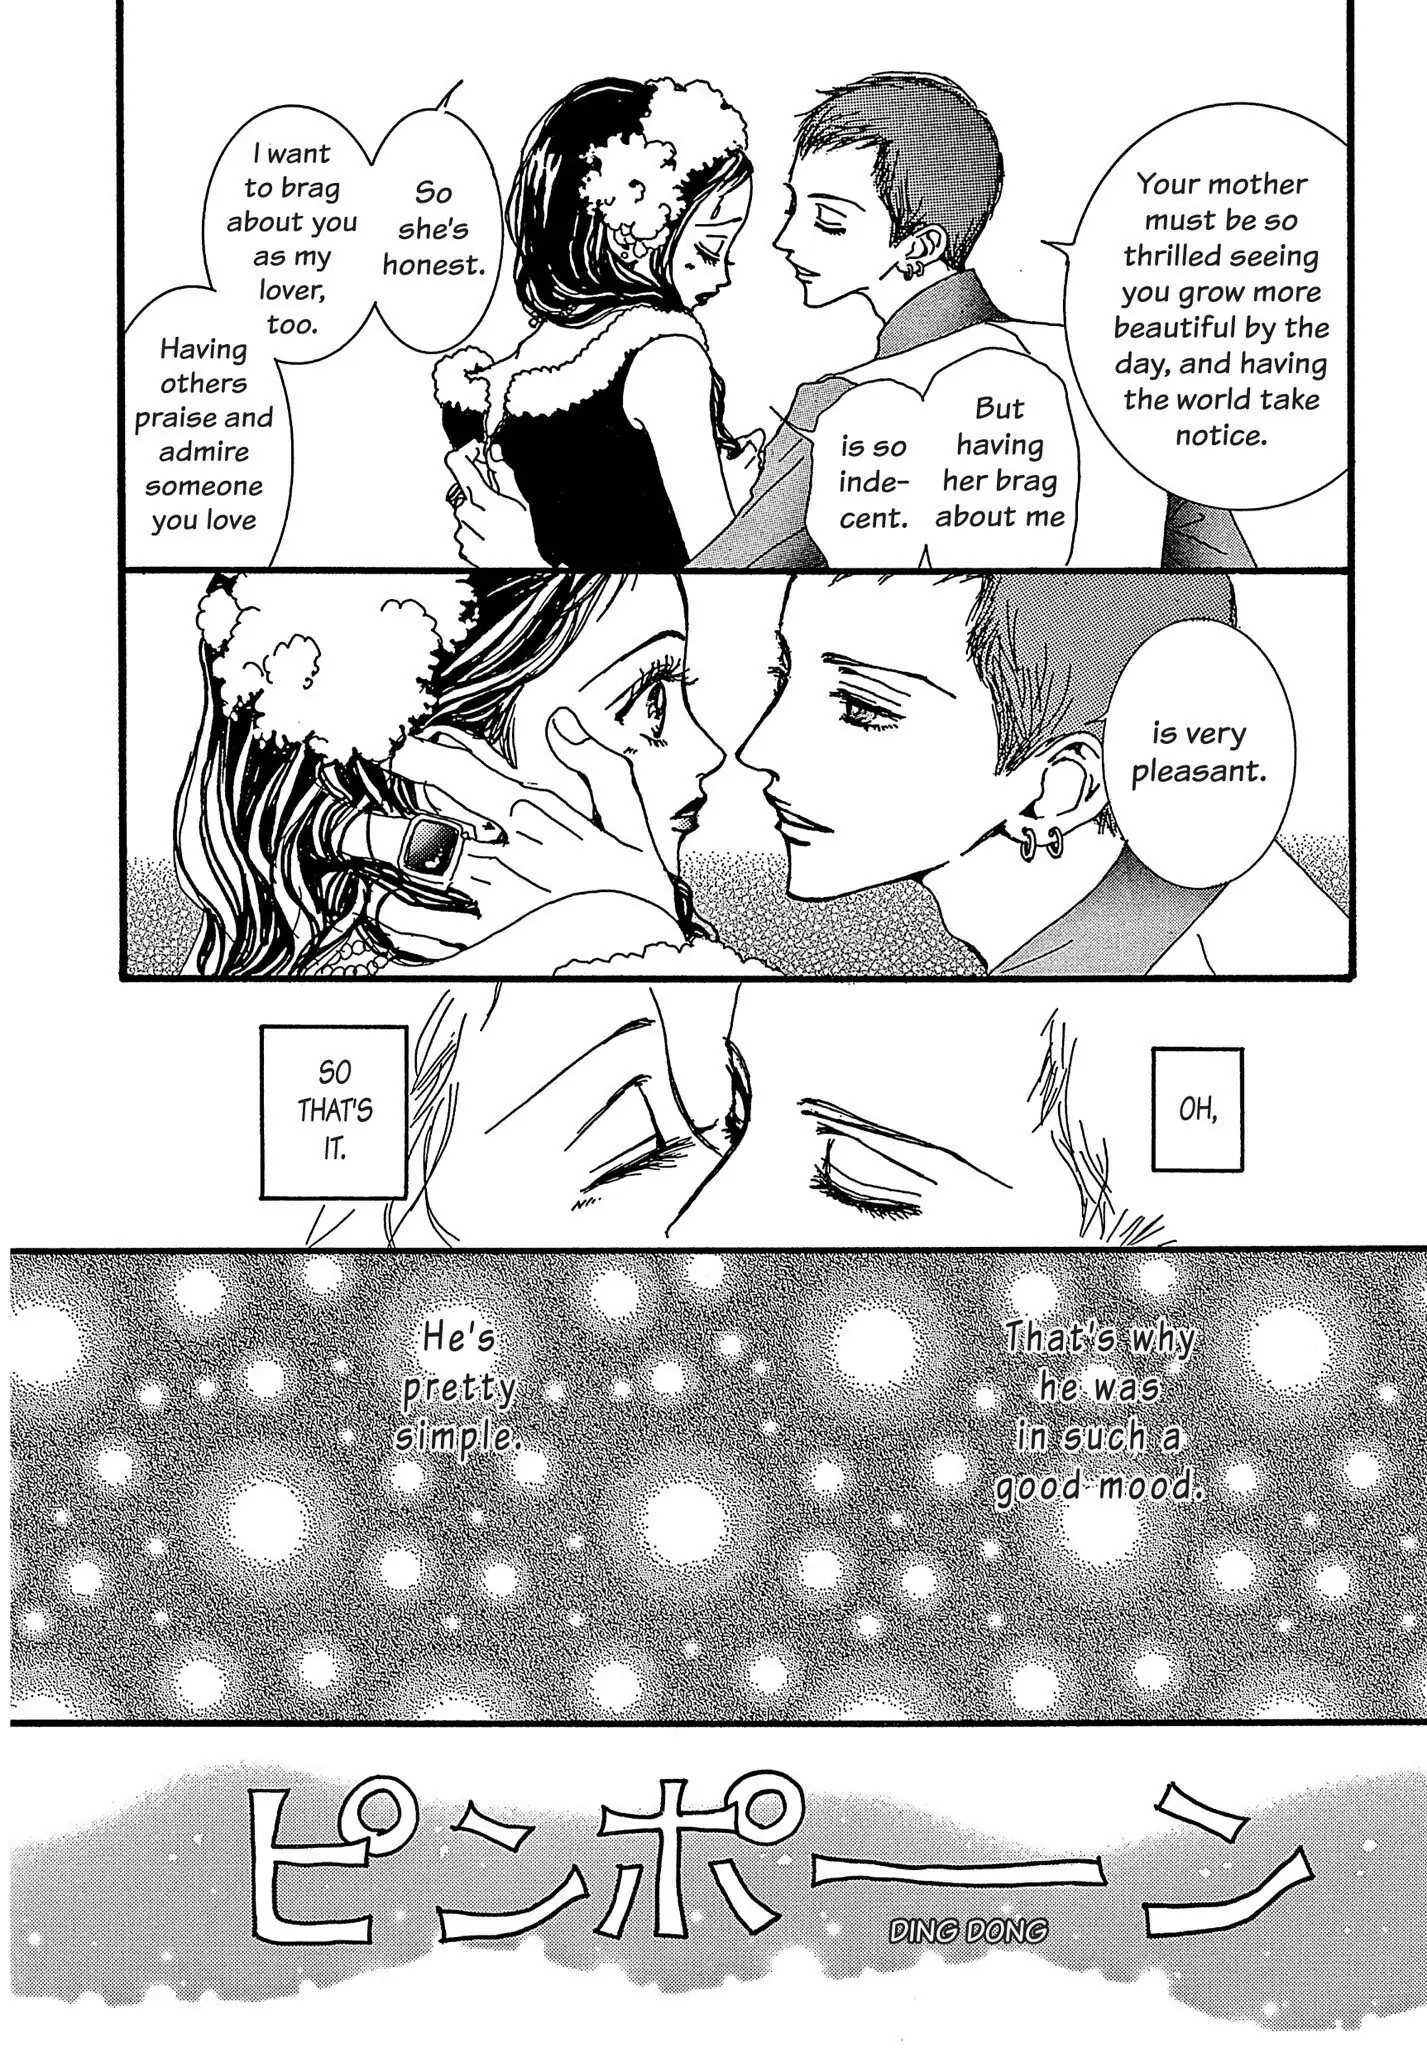 Your mother
must be so
thrilled seeing
you grow more
beautiful by the
day, and having
the world take
notice.
But
having
her brag
about me
is so
inde-
cent.
So
she's
honest.
I want
to brag
about you
as my
lover,
too.
Having
others
praise and
admire
someone
you love
is very
pleasant.
OH,
SO
THAT'S
IT.
That's why
he was
in such a
good mood.
He's
pretty
simple.
ピンポーン
DING DONG